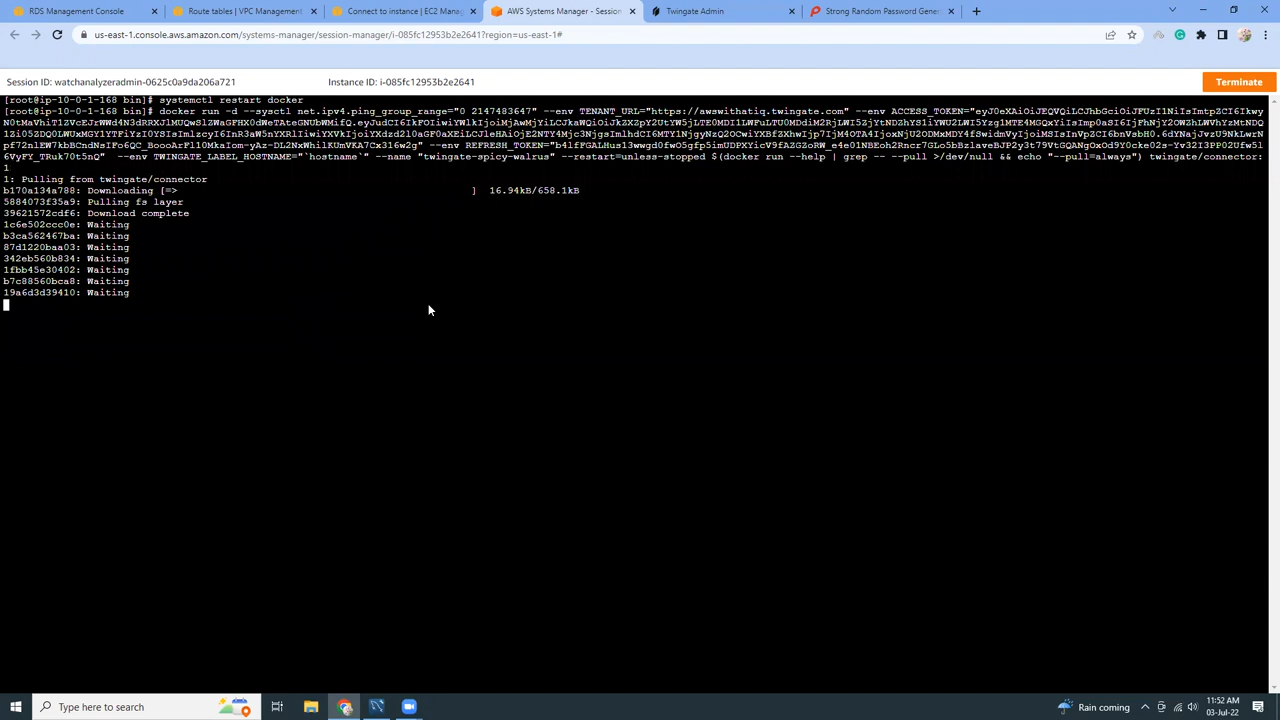 RDS Management Console
Route tables | VPC Management
Connect to instance | EC2 Mana
AWS Systems Manager - Session
Twingate Admin
Strong Random Password Gene
us-east-1.console.aws.amazon.com/systems-manager/session-manager/i-085fc12953b2e2641?region=us-east-1#
Session ID: watchanalyzeradmin-0625c0a9da206a721
Instance ID: i-085fc12953b2e2641
Terminate
[root@ip-10-0-1-168 bin]# systemctl restart docker
[root@ip-10-0-1-168 bin]# docker run -d --sysctl net.ipv4.ping_group_range="0 2147483647" --env TENANT_URL="https://awswithatiq.twingate.com" --env ACCESS_TOKEN=
--env REFRESH_TOKEN=
--env TWINGATE_LABEL_HOSTNAME="`hostname`" --name "twingate-spicy-walrus" --restart=unless-stopped $(docker run --help | grep -- --pull >/dev/null && echo "--pull=always") twingate/connector:
1
1: Pulling from twingate/connector
b170a134a788: Downloading [=> ] 16.94kB/658.1kB
5884073f35a9: Pulling fs layer
39621572cdf6: Download complete
1c6e502ccc0e: Waiting
b3ca562467ba: Waiting
87d1220baa03: Waiting
342eb560b834: Waiting
1fbb45e30402: Waiting
b7c88560bca8: Waiting
19a6d3d39410: Waiting
Type here to search
Rain coming
11:52 AM
03-Jul-22